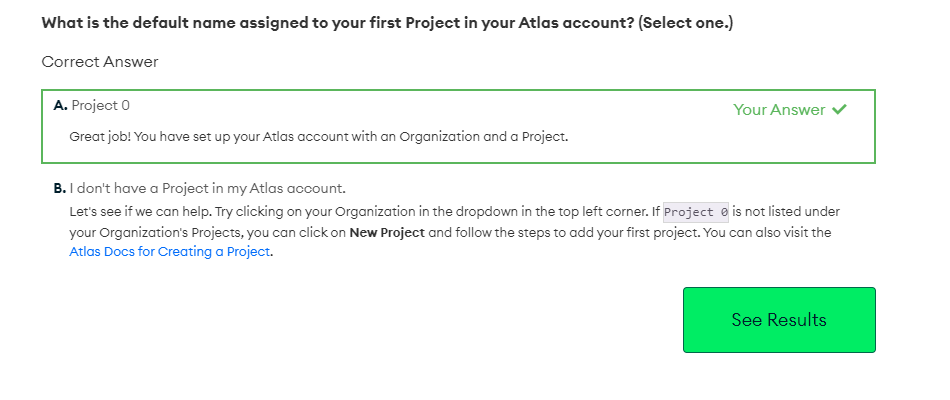 What is the default name assigned to your first Project in your Atlas account? (Select one.)
Correct Answer
A. Project 0
Your Answer ✓
Great job! You have set up your Atlas account with an Organization and a Project.
B. I don't have a Project in my Atlas account.
Let's see if we can help. Try clicking on your Organization in the dropdown in the top left corner. If Project 0 is not listed under
your Organization's Projects, you can click on New Project and follow the steps to add your first project. You can also visit the
Atlas Docs for Creating a Project.
See Results